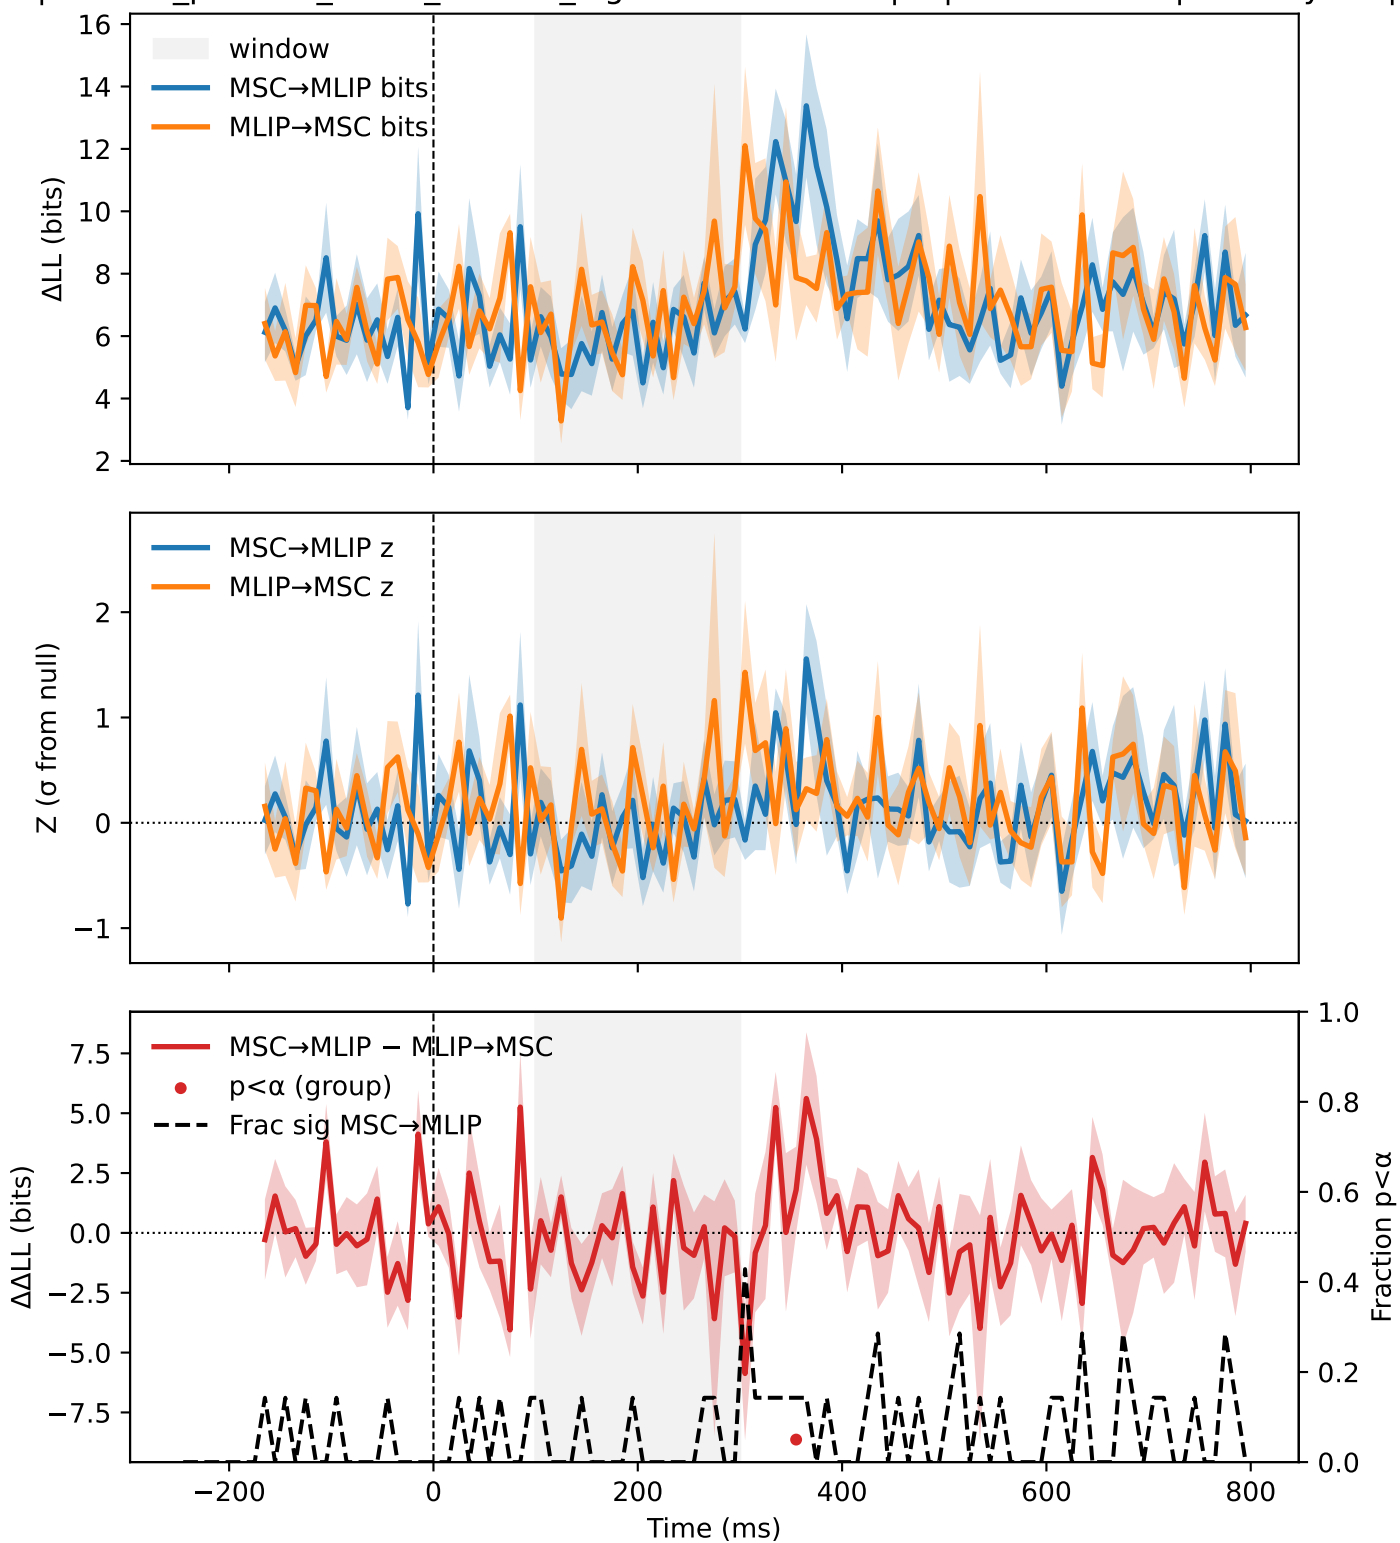 16
14
12
10
8
6
4
2
ΔLL (bits)
window
MSC→MLIP bits
MLIP→MSC bits
2
1
0
−1
Z (σ from null)
MSC→MLIP z
MLIP→MSC z
7.5
5.0
2.5
0.0
−2.5
−5.0
−7.5
ΔΔLL (bits)
MSC→MLIP − MLIP→MSC
p<α (group)
Frac sig MSC→MLIP
1.0
0.8
0.6
0.4
0.2
0.0
Fraction p<α
−200 0 200 400 600 800
Time (ms)